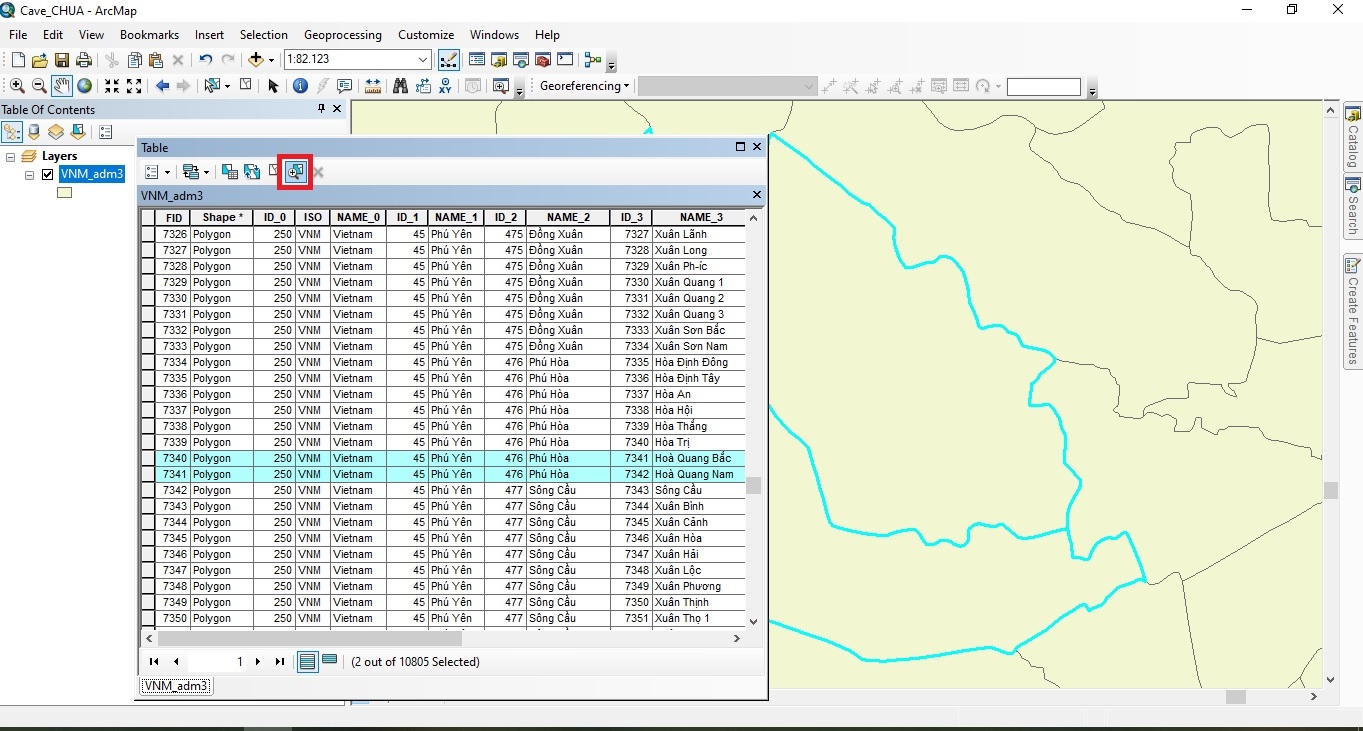 Cave_CHUA - ArcMap
File Edit View Bookmarks Insert Selection Geoprocessing Customize Windows Help
1:82.123
Georeferencing
Table Of Contents
Layers
VNM_adm3
Table
VNM_adm3
FID Shape * ID_0 ISO NAME_0 ID_1 NAME_1 ID_2 NAME_2 ID_3 NAME_3
7326 Polygon 250 VNM Vietnam 45 Phú Yên 475 Đồng Xuân 7327 Xuân Lãnh
7327 Polygon 250 VNM Vietnam 45 Phú Yên 475 Đồng Xuân 7328 Xuân Long
7328 Polygon 250 VNM Vietnam 45 Phú Yên 475 Đồng Xuân 7329 Xuân Ph-íc
7329 Polygon 250 VNM Vietnam 45 Phú Yên 475 Đồng Xuân 7330 Xuân Quang 1
7330 Polygon 250 VNM Vietnam 45 Phú Yên 475 Đồng Xuân 7331 Xuân Quang 2
7331 Polygon 250 VNM Vietnam 45 Phú Yên 475 Đồng Xuân 7332 Xuân Quang 3
7332 Polygon 250 VNM Vietnam 45 Phú Yên 475 Đồng Xuân 7333 Xuân Sơn Bắc
7333 Polygon 250 VNM Vietnam 45 Phú Yên 475 Đồng Xuân 7334 Xuân Sơn Nam
7334 Polygon 250 VNM Vietnam 45 Phú Yên 476 Phú Hòa 7335 Hòa Định Đông
7335 Polygon 250 VNM Vietnam 45 Phú Yên 476 Phú Hòa 7336 Hòa Định Tây
7336 Polygon 250 VNM Vietnam 45 Phú Yên 476 Phú Hòa 7337 Hòa An
7337 Polygon 250 VNM Vietnam 45 Phú Yên 476 Phú Hòa 7338 Hòa Hội
7338 Polygon 250 VNM Vietnam 45 Phú Yên 476 Phú Hòa 7339 Hòa Thắng
7339 Polygon 250 VNM Vietnam 45 Phú Yên 476 Phú Hòa 7340 Hòa Trị
7340 Polygon 250 VNM Vietnam 45 Phú Yên 476 Phú Hòa 7341 Hoà Quang Bắc
7341 Polygon 250 VNM Vietnam 45 Phú Yên 476 Phú Hòa 7342 Hoà Quang Nam
7342 Polygon 250 VNM Vietnam 45 Phú Yên 477 Sông Cầu 7343 Sông Cầu
7343 Polygon 250 VNM Vietnam 45 Phú Yên 477 Sông Cầu 7344 Xuân Bình
7344 Polygon 250 VNM Vietnam 45 Phú Yên 477 Sông Cầu 7345 Xuân Cảnh
7345 Polygon 250 VNM Vietnam 45 Phú Yên 477 Sông Cầu 7346 Xuân Hòa
7346 Polygon 250 VNM Vietnam 45 Phú Yên 477 Sông Cầu 7347 Xuân Hải
7347 Polygon 250 VNM Vietnam 45 Phú Yên 477 Sông Cầu 7348 Xuân Lộc
7348 Polygon 250 VNM Vietnam 45 Phú Yên 477 Sông Cầu 7349 Xuân Phương
7349 Polygon 250 VNM Vietnam 45 Phú Yên 477 Sông Cầu 7350 Xuân Thịnh
7350 Polygon 250 VNM Vietnam 45 Phú Yên 477 Sông Cầu 7351 Xuân Thọ 1
1 (2 out of 10805 Selected)
VNM_adm3
Catalog
Search
Create Features